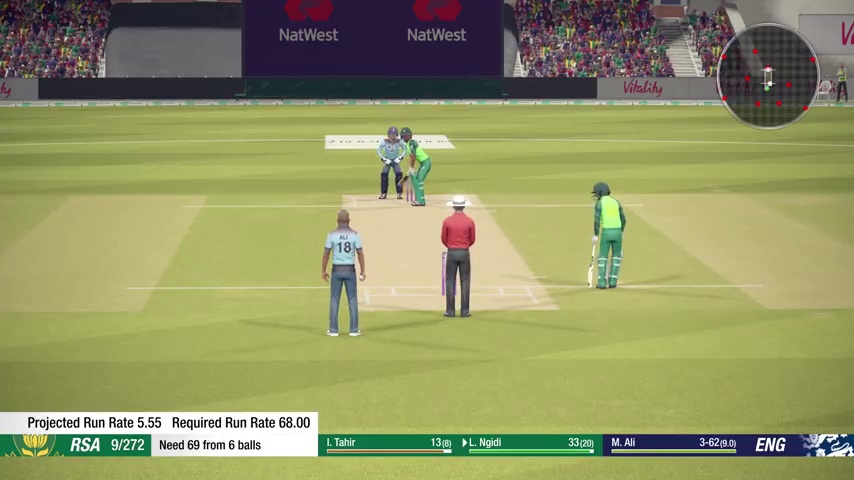 NatWest
NatWest
Vitality
ALI
18
Projected Run Rate 5.55 Required Run Rate 68.00
RSA 9/272 Need 69 from 6 balls
I. Tahir 13(8) L. Ngidi 33(20) M. Ali 3-62(9.0) ENG